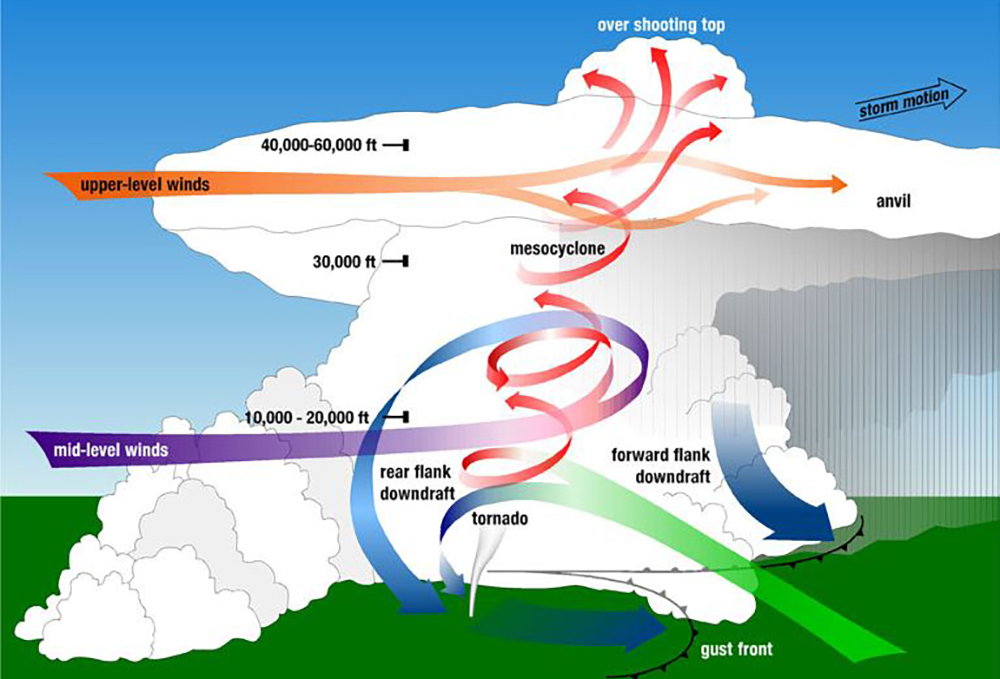 over shooting top
storm motion
40,000-60,000 ft
upper-level winds
anvil
mesocyclone
30,000 ft
10,000 - 20,000 ft
mid-level winds
forward flank
downdraft
rear flank
downdraft
tornado
gust front